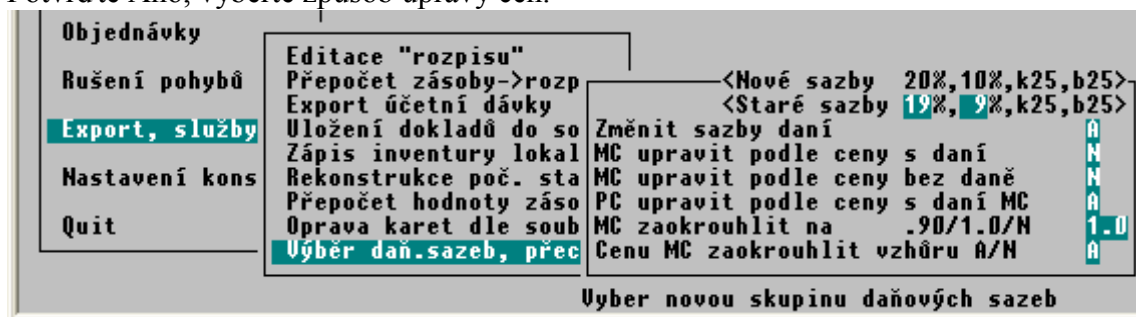 Potvrďte Ano, vyberte způsob úpravy cen.
Objednávky
Rušení pohybů
Export, služby
Nastavení kons
Quit
Editace "rozpisu"
Přepočet zásoby->rozp
Export účetní dávky
Uložení dokladů do so
Zápis inventury lokal
Rekonstrukce poč. sta
Přepočet hodnoty záso
Oprava karet dle soub
Výběr daň.sazeb, přec
<Nové sazby 20%,10%,k25,b25>
<Staré sazby 19%, 9%,k25,b25>
Změnit sazby daní A
MC upravit podle ceny s daní N
MC upravit podle ceny bez daně N
PC upravit podle ceny s daní MC A
MC zaokrouhlit na .90/1.0/N 1.0
Cenu MC zaokrouhlit vzhůru A/N A
Vyber novou skupinu daňových sazeb